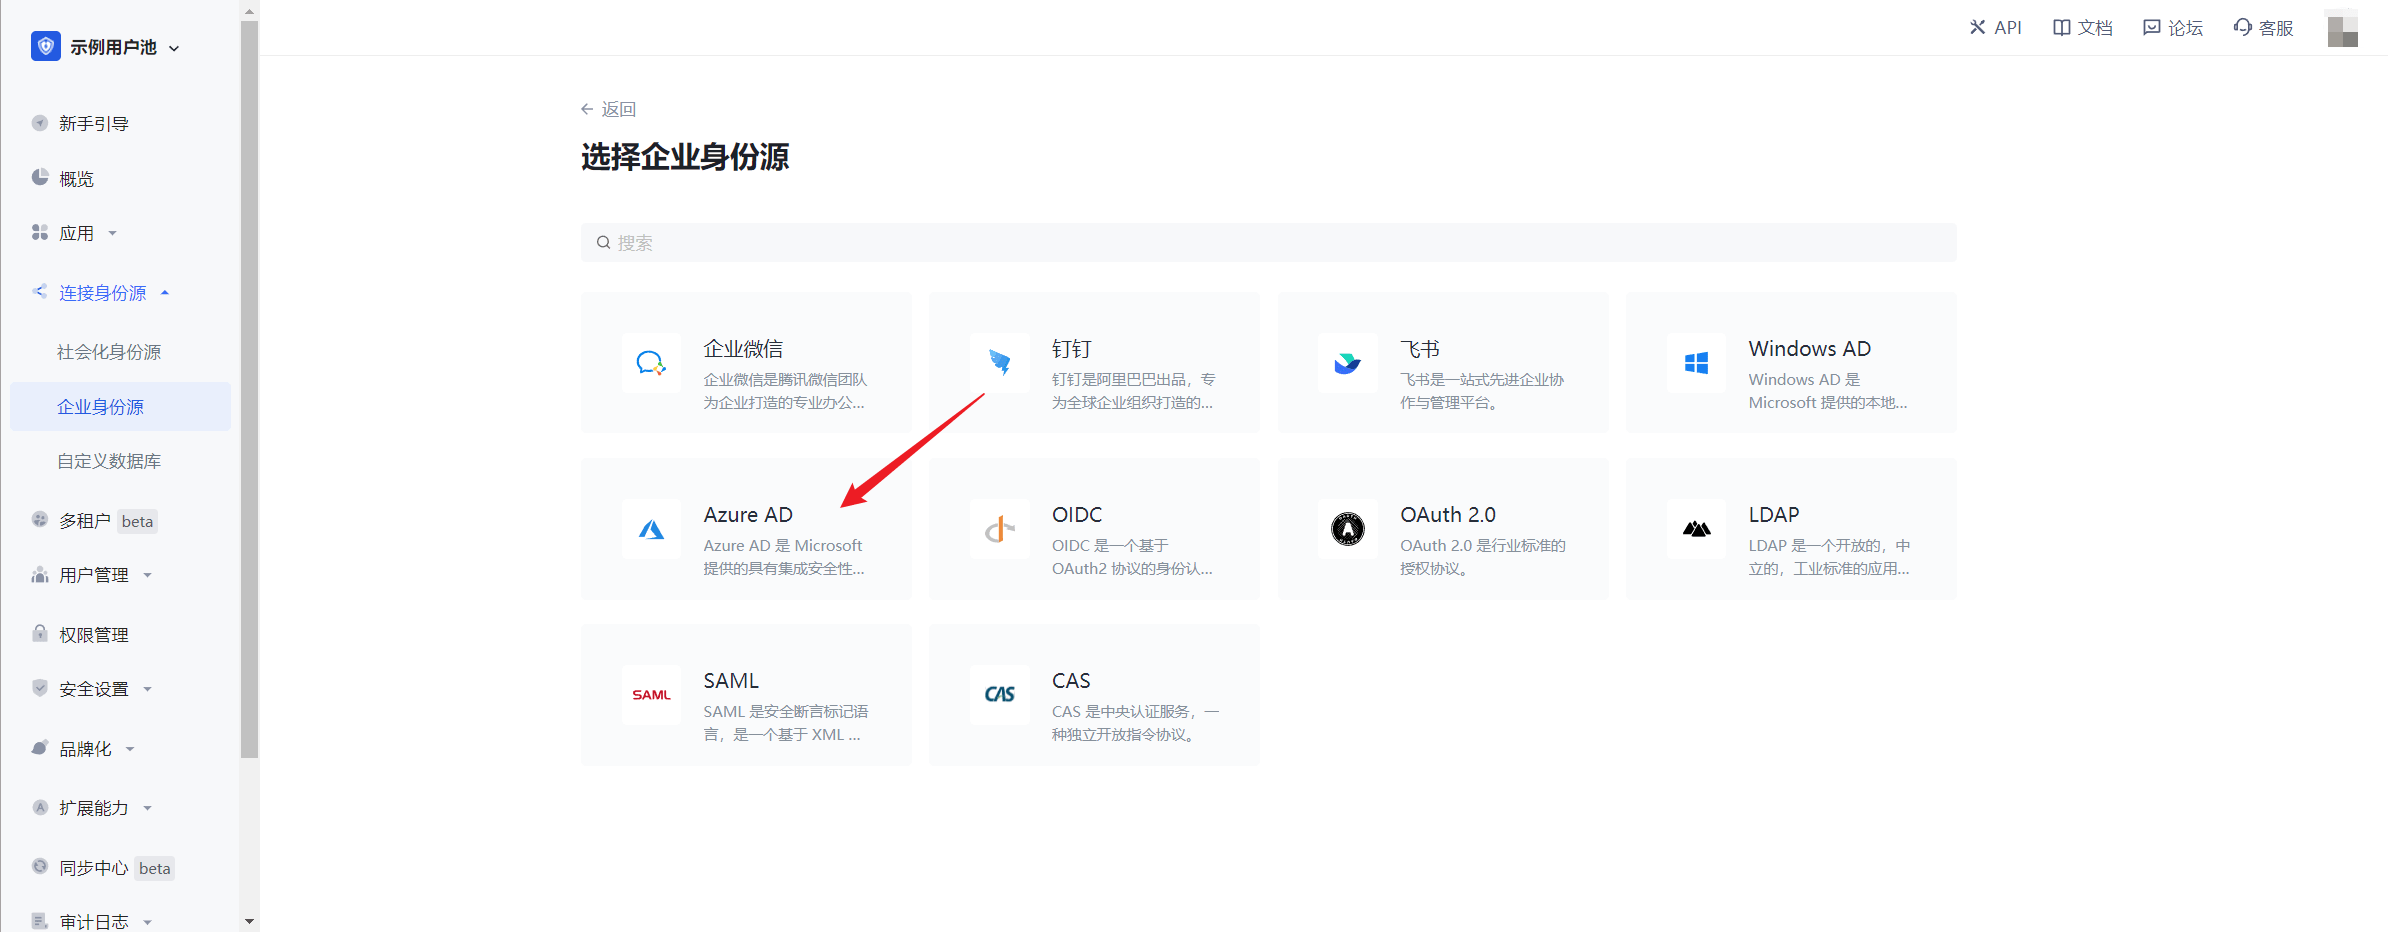 示例用户池
新手引导
概览
应用
连接身份源
社会化身份源
企业身份源
自定义数据库
多租户 beta
用户管理
权限管理
安全设置
品牌化
扩展能力
同步中心 beta
审计日志
API 文档 论坛 客服
返回
选择企业身份源
搜索
企业微信
企业微信是腾讯微信团队
为企业打造的专业办公...
钉钉
钉钉是阿里巴巴出品，专
为全球企业组织打造的...
飞书
飞书是一站式先进企业协
作与管理平台。
Windows AD
Windows AD 是
Microsoft 提供的本地...
Azure AD
Azure AD 是 Microsoft
提供的具有集成安全性...
OIDC
OIDC 是一个基于
OAuth2 协议的身份认...
OAuth 2.0
OAuth 2.0 是行业标准的
授权协议。
LDAP
LDAP 是一个开放的，中
立的，工业标准的应用...
SAML
SAML
SAML 是安全断言标记语
言，是一个基于 XML ...
CAS
CAS
CAS 是中央认证服务，一
种独立开放指令协议。